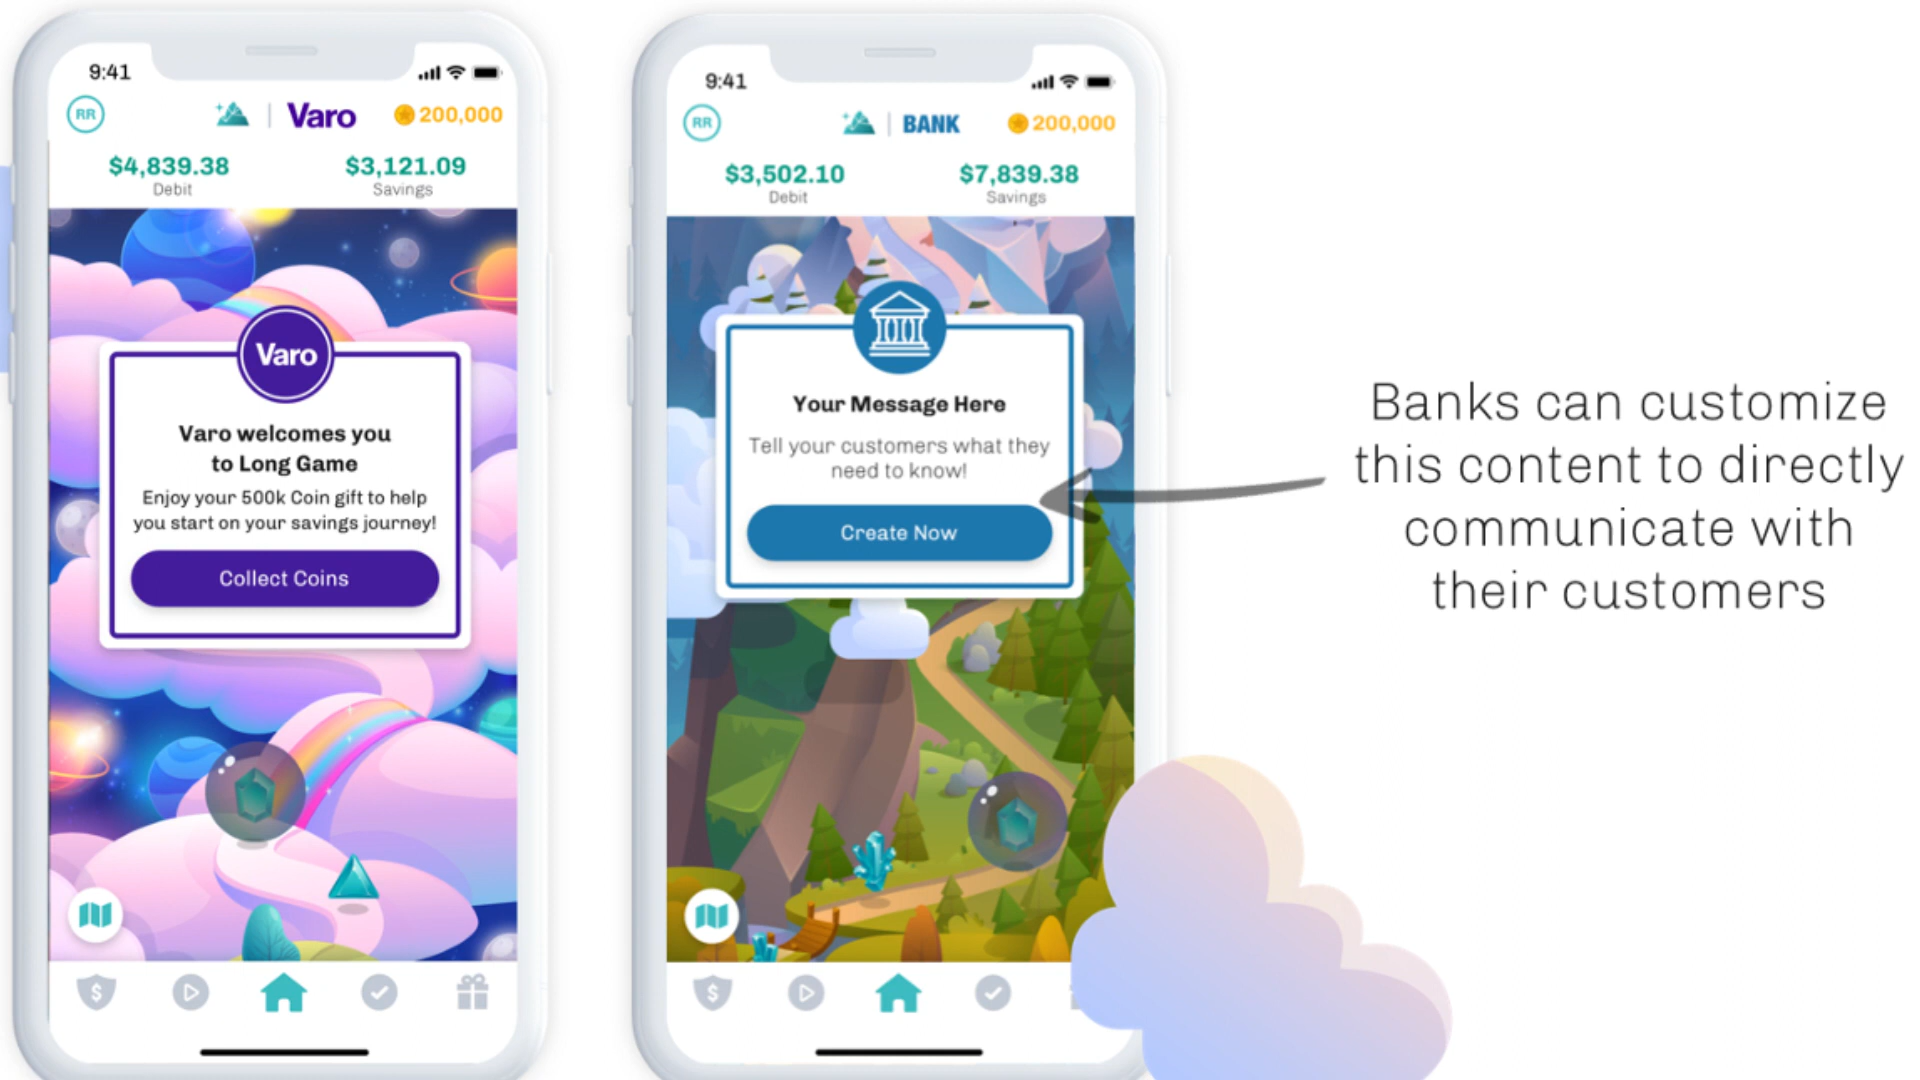 9:41
RR
Varo
200,000
$4,839.38
Debit
$3,121.09
Savings
Varo
Varo welcomes you
to Long Game
Enjoy your 500k Coin gift to help
you start on your savings journey!
Collect Coins
$
9:41
RR
BANK
200,000
$3,502.10
Debit
$7,839.38
Savings
Your Message Here
Tell your customers what they
need to know!
Create Now
$
Banks can customize
this content to directly
communicate with
their customers